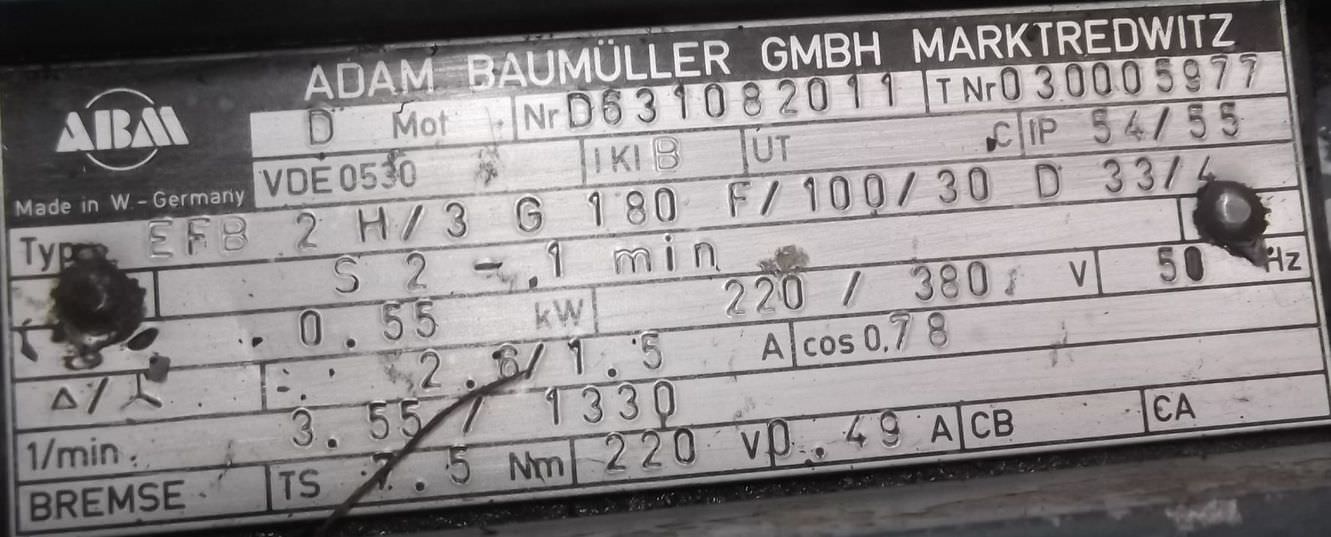 ADAM BAUMÜLLER GMBH MARKTREDWITZ
ABM
D Mot Nr D631082011 T Nr 030005977
VDE 0530 I KI B ÜT °C IP 54/55
Made in W-Germany
Type EFB 2 H/3 G 180 F/100/30 D 33/4
S 2 - 1 min
0.55 kW 220 / 380 V 50 Hz
△/人 2.6/1.5 A cos 0,78
1/min 3.55 / 1330
BREMSE TS 7.5 Nm 220 V 0.49 A CB CA